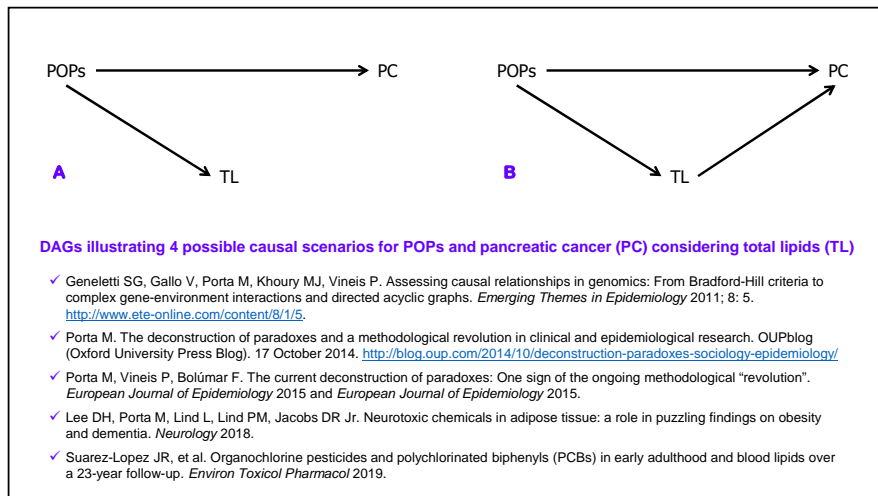 POPs PC POPs PC
A TL B TL
DAGs illustrating 4 possible causal scenarios for POPs and pancreatic cancer (PC) considering total lipids (TL)
✓ Geneletti SG, Gallo V, Porta M, Khoury MJ, Vineis P. Assessing causal relationships in genomics: From Bradford-Hill criteria to
complex gene-environment interactions and directed acyclic graphs. Emerging Themes in Epidemiology 2011; 8: 5.
http://www.ete-online.com/content/8/1/5.
✓ Porta M. The deconstruction of paradoxes and a methodological revolution in clinical and epidemiological research. OUPblog
(Oxford University Press Blog). 17 October 2014. http://blog.oup.com/2014/10/deconstruction-paradoxes-sociology-epidemiology/
✓ Porta M, Vineis P, Bolúmar F. The current deconstruction of paradoxes: One sign of the ongoing methodological “revolution”.
European Journal of Epidemiology 2015 and European Journal of Epidemiology 2015.
✓ Lee DH, Porta M, Lind L, Lind PM, Jacobs DR Jr. Neurotoxic chemicals in adipose tissue: a role in puzzling findings on obesity
and dementia. Neurology 2018.
✓ Suarez-Lopez JR, et al. Organochlorine pesticides and polychlorinated biphenyls (PCBs) in early adulthood and blood lipids over
a 23-year follow-up. Environ Toxicol Pharmacol 2019.